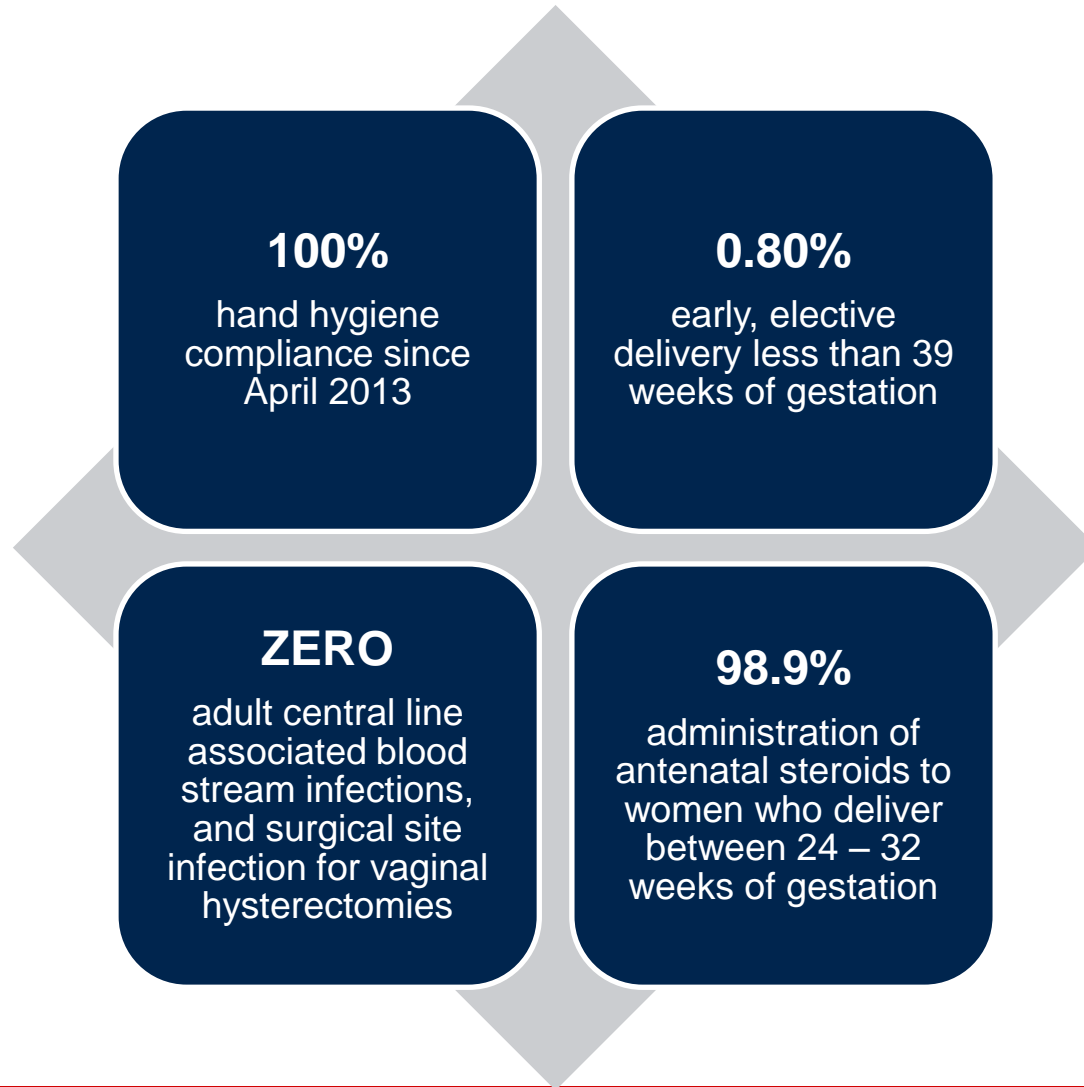 100%
hand hygiene
compliance since
April 2013
0.80%
early, elective
delivery less than 39
weeks of gestation
ZERO
adult central line
associated blood
stream infections,
and surgical site
infection for vaginal
hysterectomies
98.9%
administration of
antenatal steroids to
women who deliver
between 24 – 32
weeks of gestation